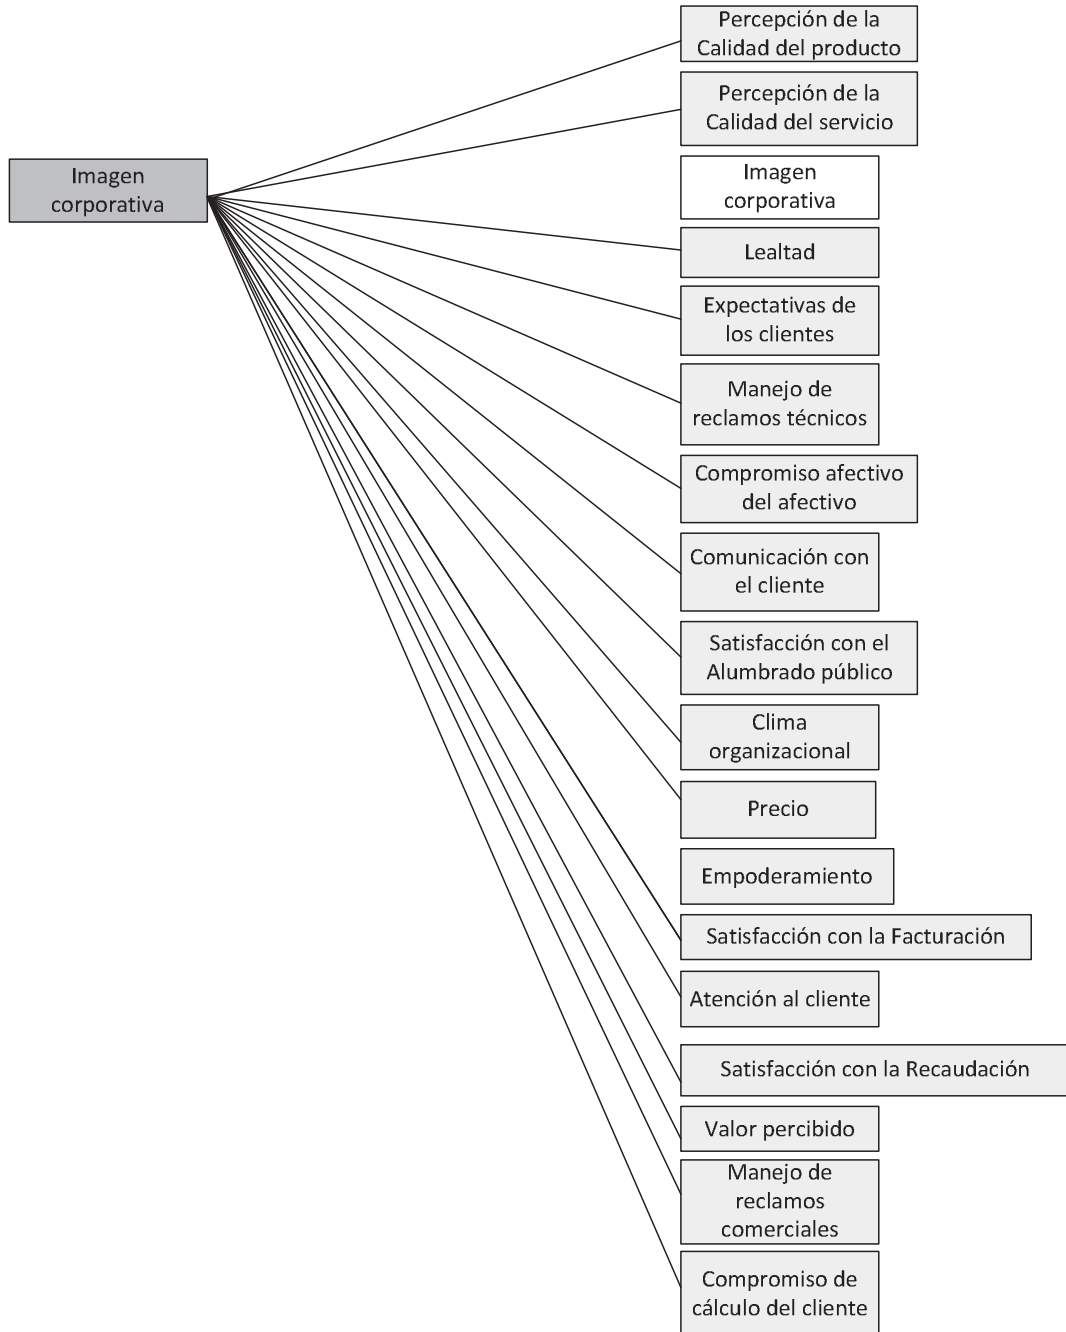 Imagen
corporativa
Percepción de la
Calidad del producto
Percepción de la
Calidad del servicio
Imagen
corporativa
Lealtad
Expectativas de
los clientes
Manejo de
reclamos técnicos
Compromiso afectivo
del afectivo
Comunicación con
el cliente
Satisfacción con el
Alumbrado público
Clima
organizacional
Precio
Empoderamiento
Satisfacción con la Facturación
Atención al cliente
Satisfacción con la Recaudación
Valor percibido
Manejo de
reclamos
comerciales
Compromiso de
cálculo del cliente